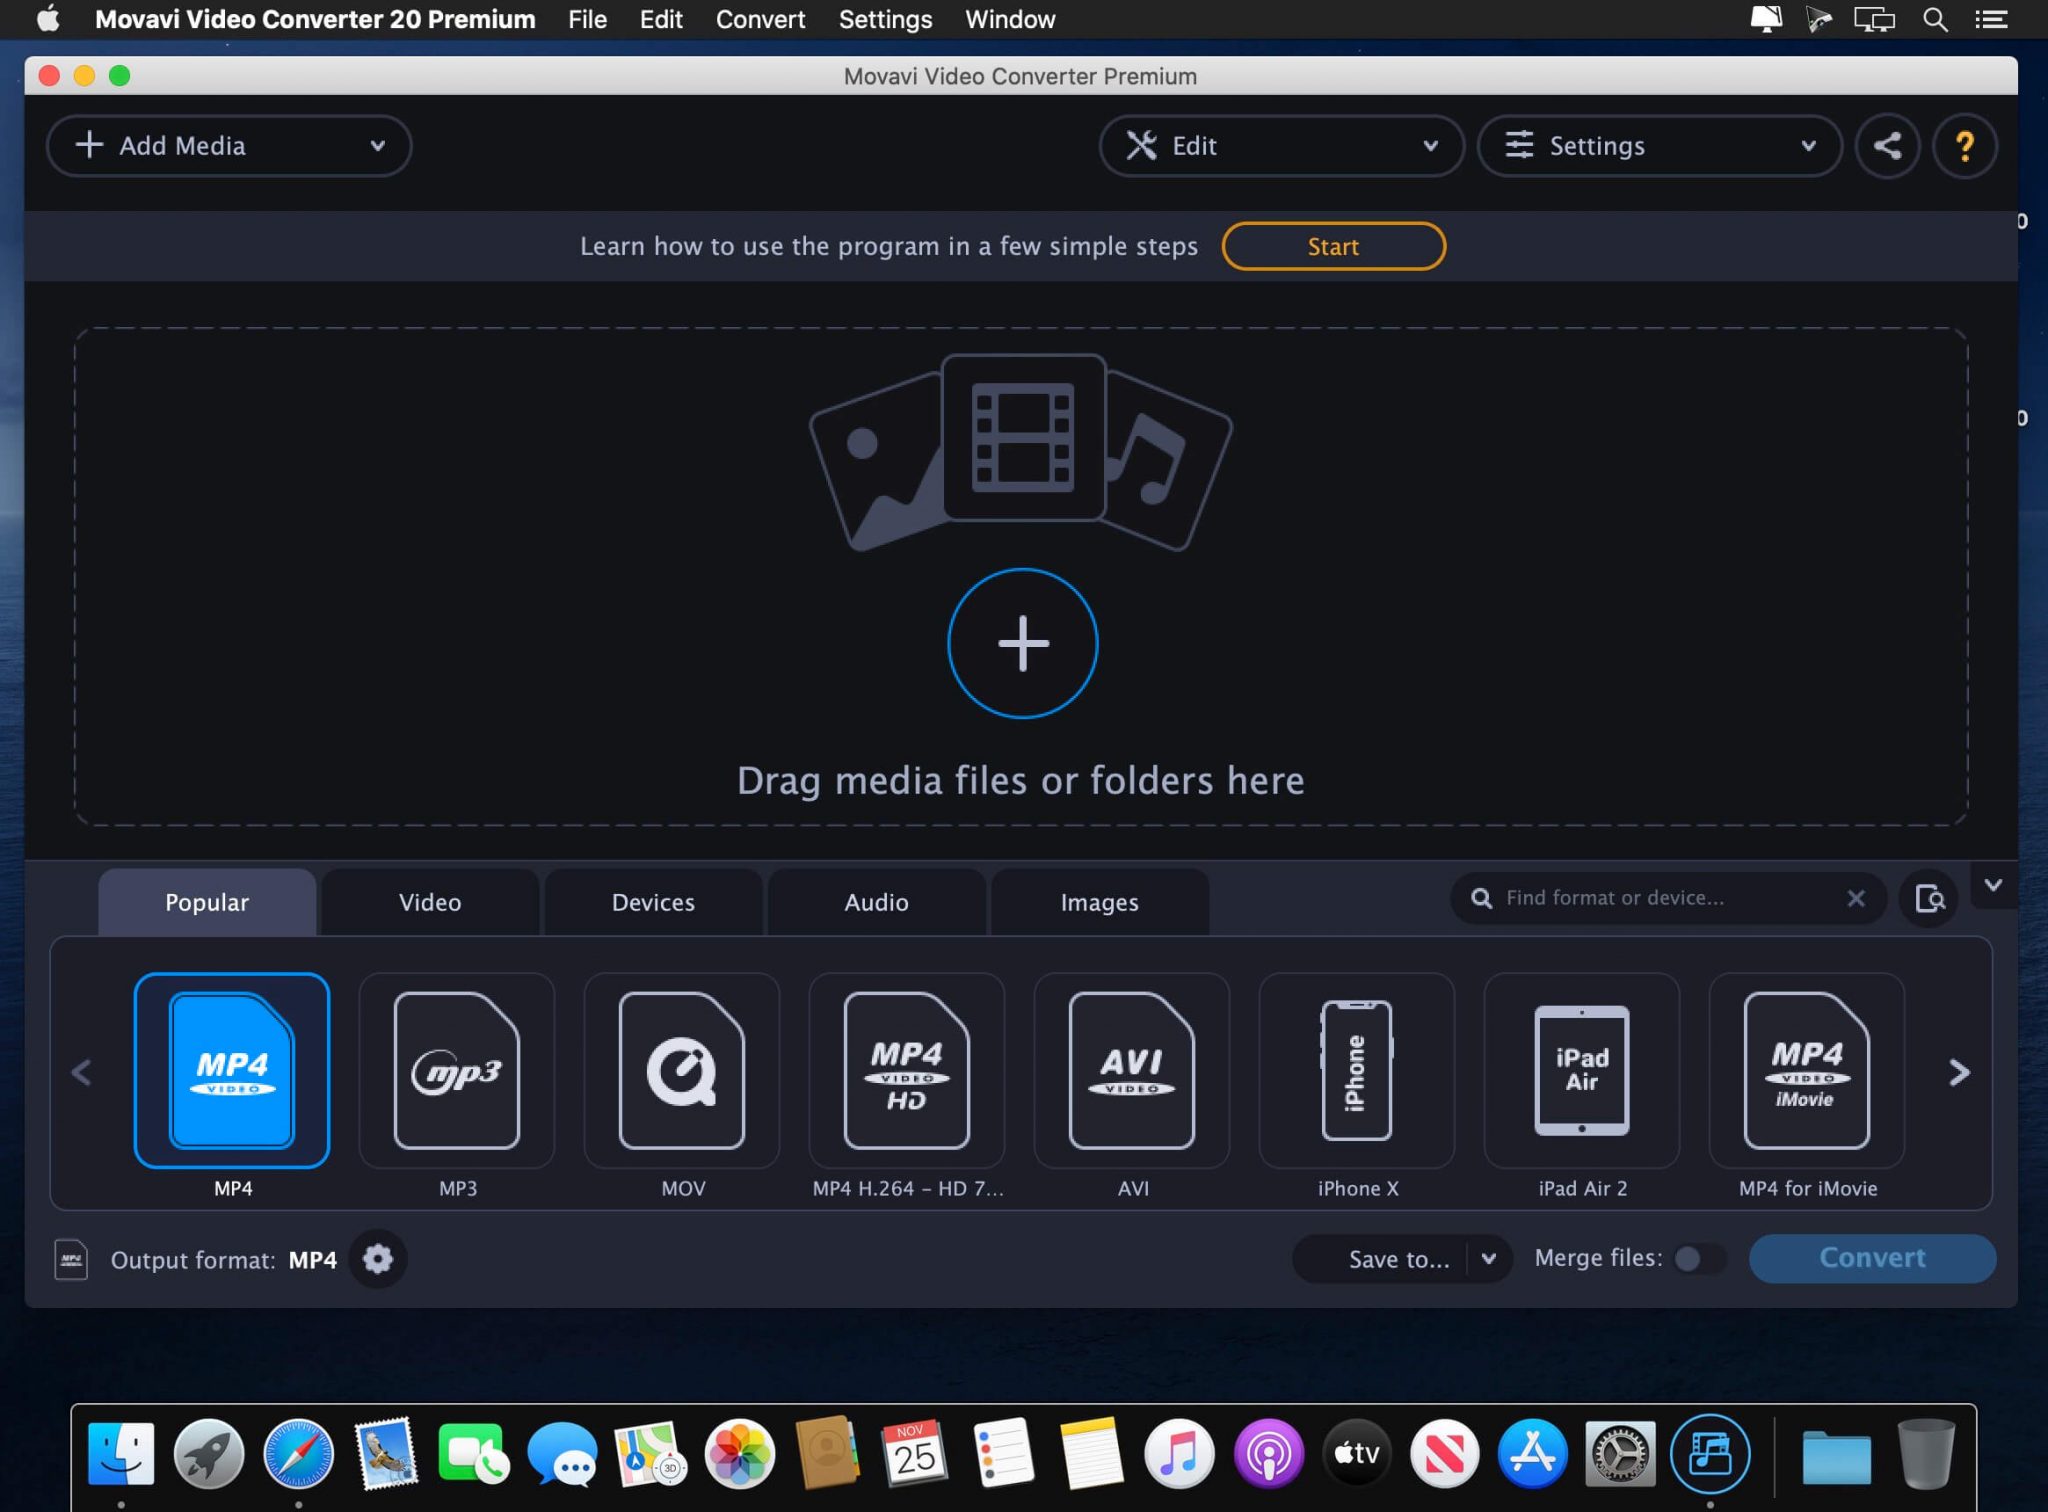 Movavi Video Converter 20 Premium File Edit Convert Settings Window
Movavi Video Converter Premium
Add Media Edit Settings ?
Learn how to use the program in a few simple steps Start
0
0
Drag media files or folders here
Popular Video Devices Audio Images Find format or device...
MP4 VIDEO
mp3
MP4 VIDEO HD
AVI VIDEO
iPhone
iPad Air
MP4 VIDEO iMovie
MP4 MP3 MOV MP4 H.264 – HD 7... AVI iPhone X iPad Air 2 MP4 for iMovie
Output format: MP4 Save to... Merge files: Convert
NOV
25
3D
tv